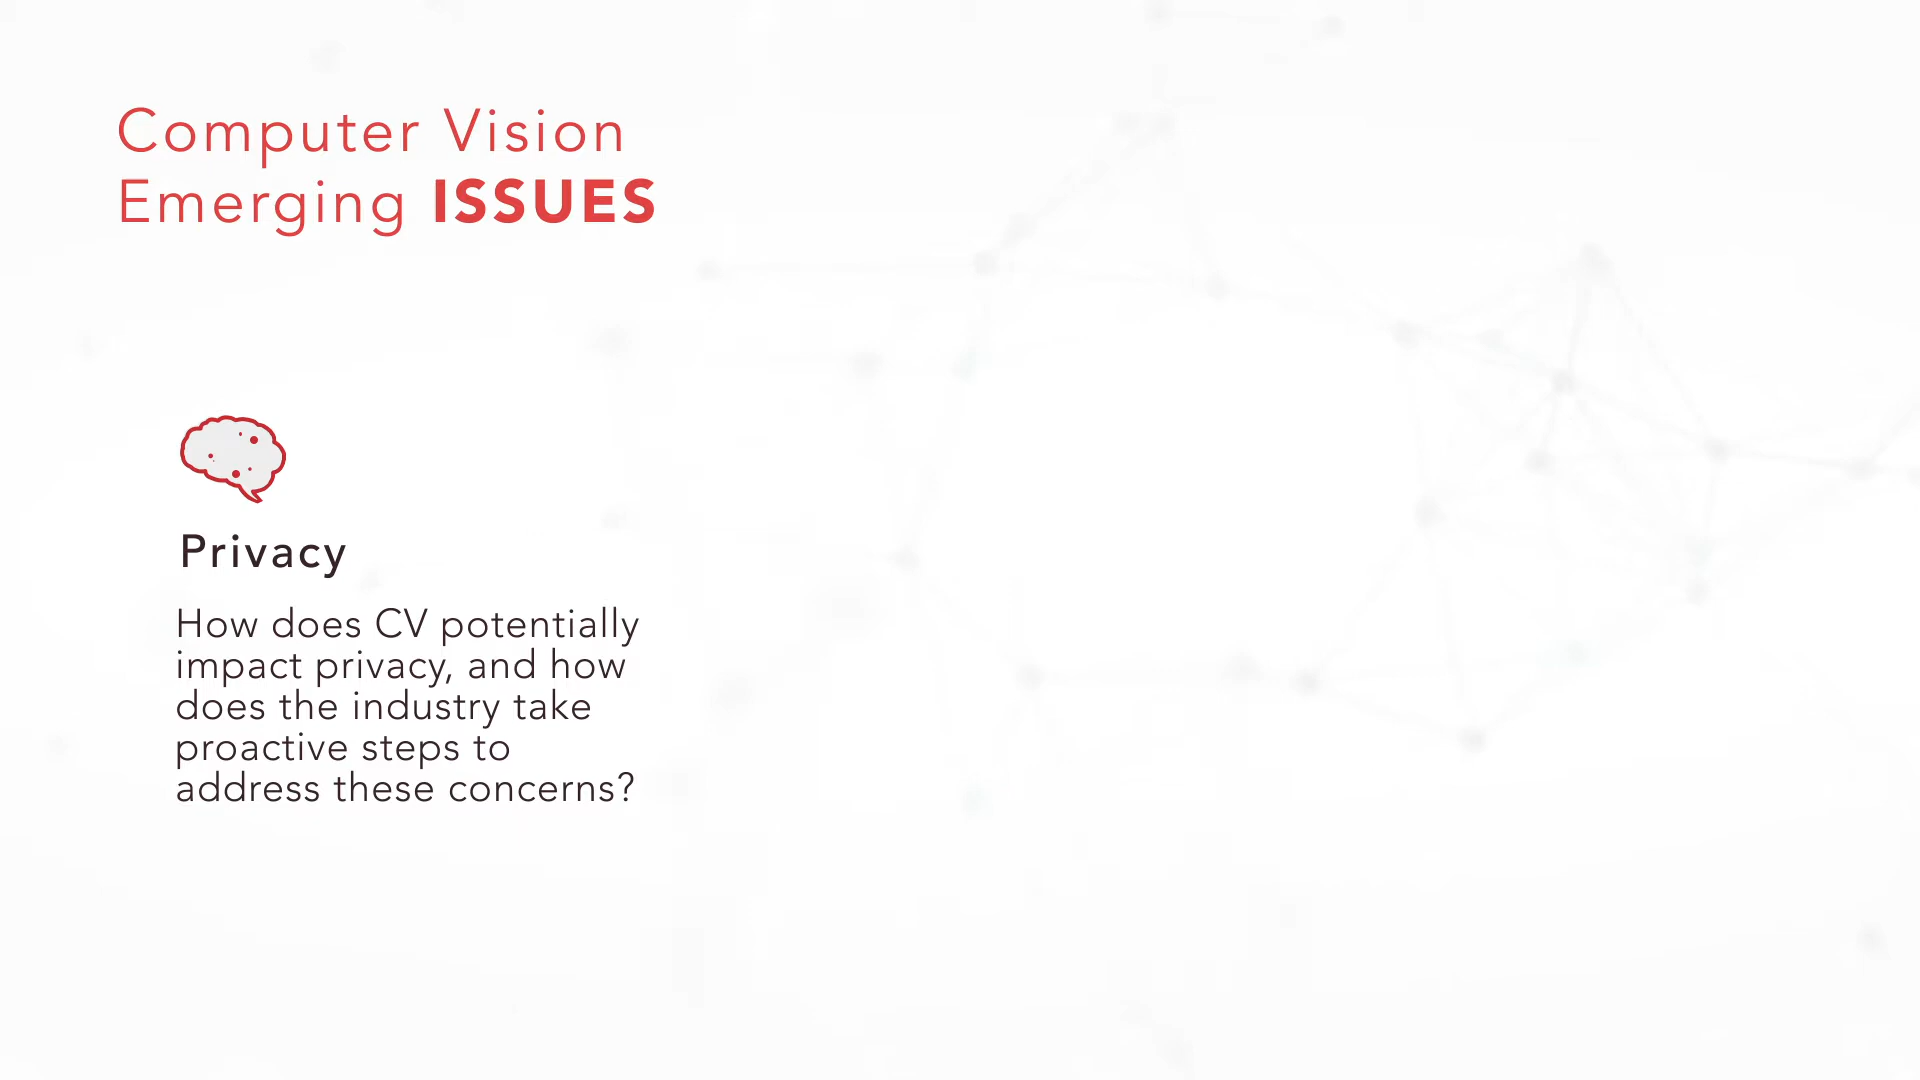 Computer Vision
Emerging ISSUES
Privacy
How does CV potentially
impact privacy, and how
does the industry take
proactive steps to
address these concerns?